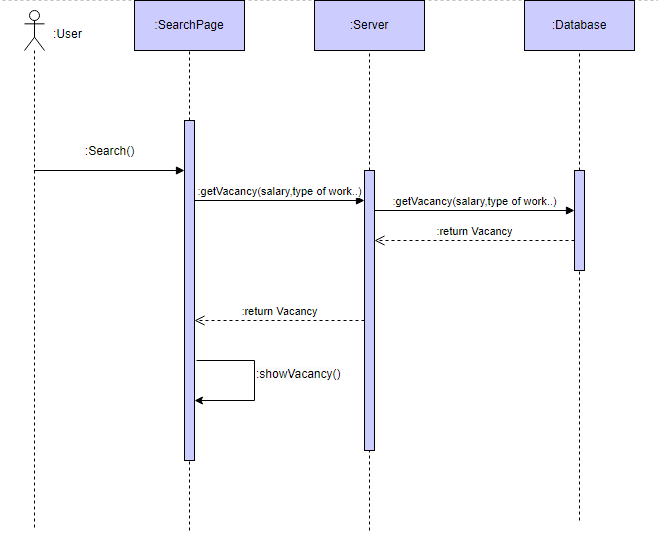 :User
:SearchPage
:Server
:Database
:Search()
:getVacancy(salary,type of work..)
:getVacancy(salary,type of work..)
:return Vacancy
:return Vacancy
:showVacancy()